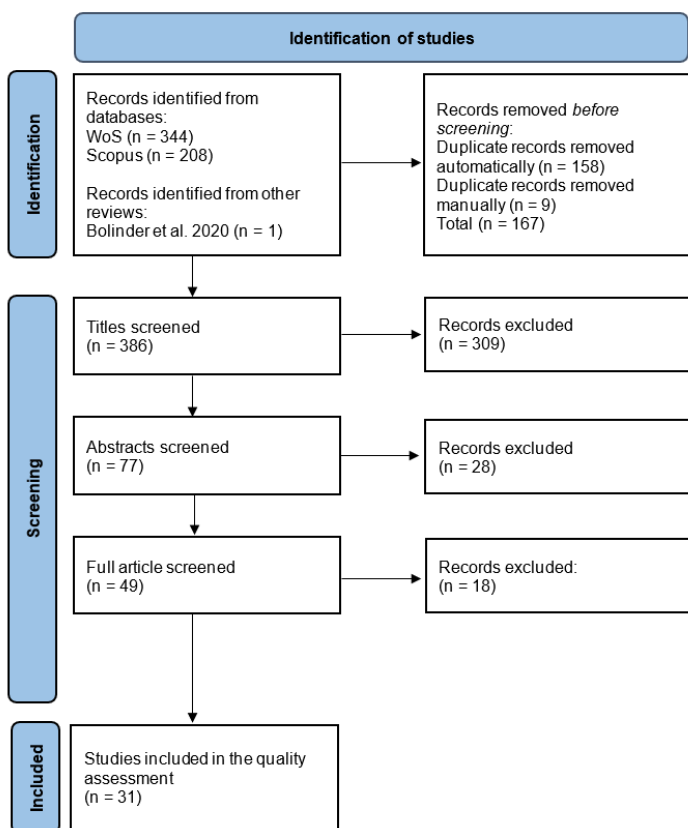 Identification of studies
Identification
Records identified from
databases:
WoS (n = 344)
Scopus (n = 208)
Records identified from other
reviews:
Bolinder et al. 2020 (n = 1)
Records removed before
screening:
Duplicate records removed
automatically (n = 158)
Duplicate records removed
manually (n = 9)
Total (n = 167)
Screening
Titles screened
(n = 386)
Records excluded
(n = 309)
Abstracts screened
(n = 77)
Records excluded
(n = 28)
Full article screened
(n = 49)
Records excluded:
(n = 18)
Included
Studies included in the quality
assessment
(n = 31)